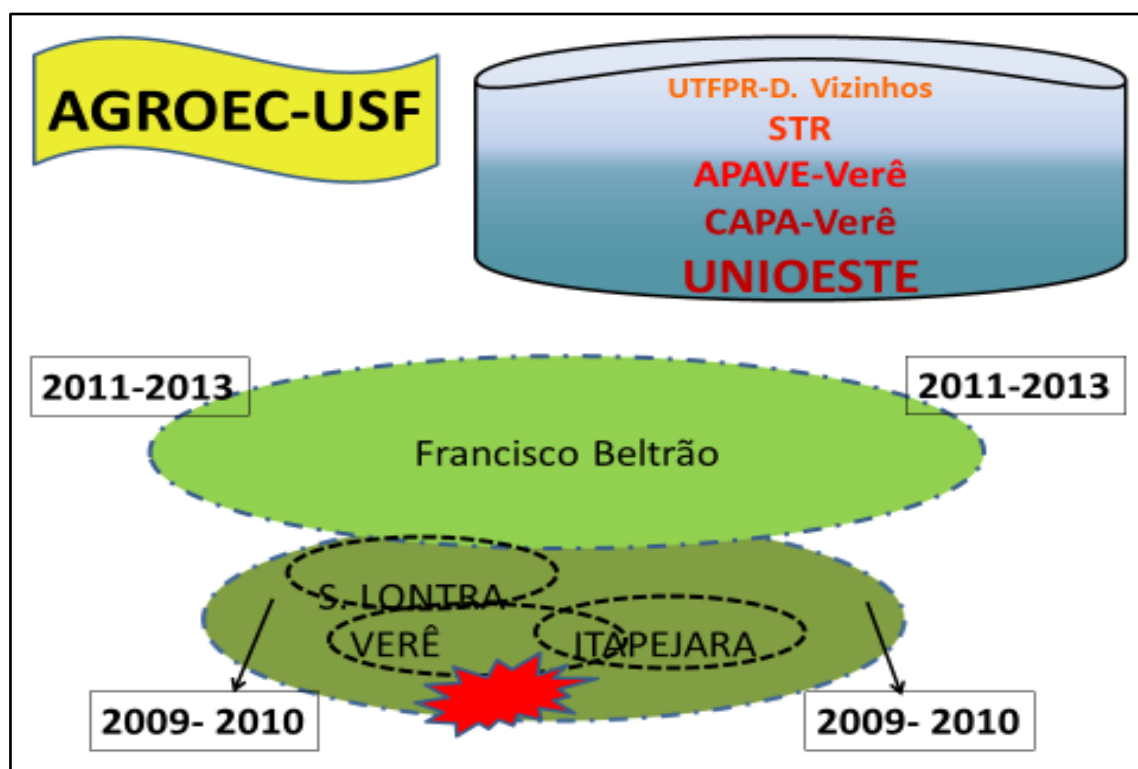 AGROEC-USF
UTFPR-D. Vizinhos
STR
APAVE-Verê
CAPA-Verê
UNIOESTE
2011-2013
2011-2013
Francisco Beltrão
S. LONTRA
VERÊ
ITAPEJARA
2009- 2010
2009- 2010